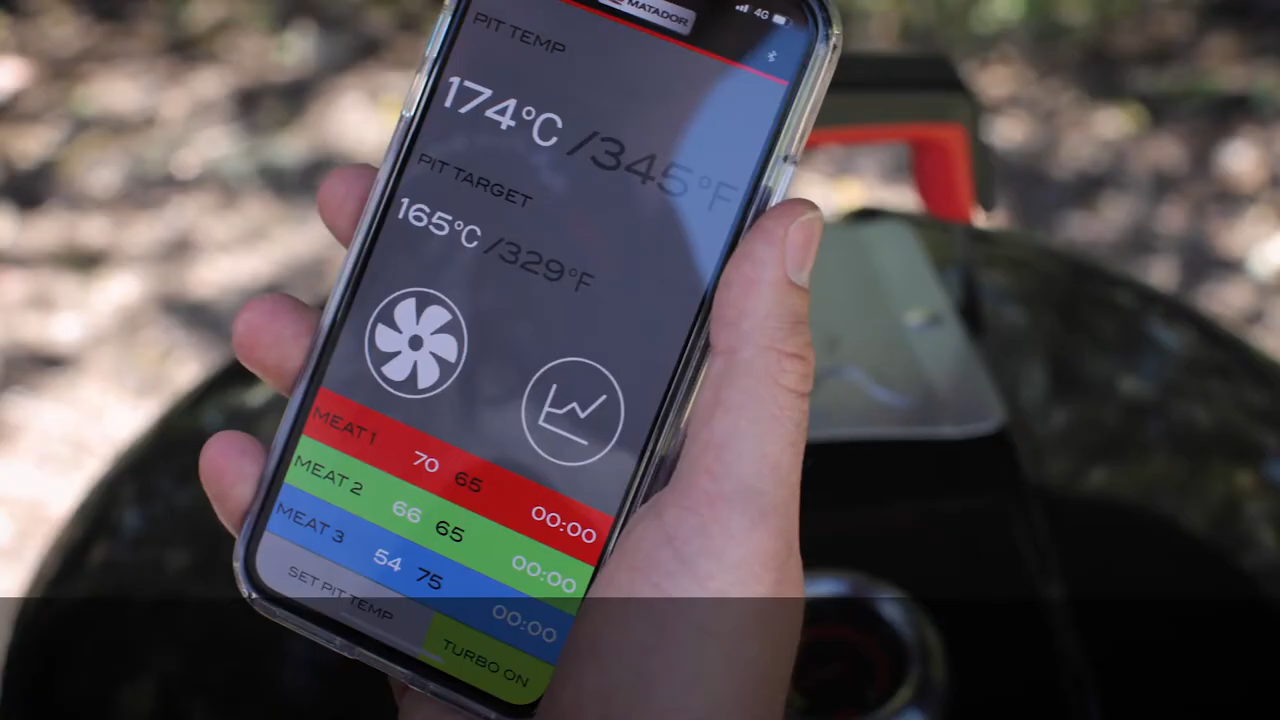 MATADOR
4G
PIT TEMP
174°C /345°F
PIT TARGET
165°C /329°F
MEAT 1 70 65 00:00
MEAT 2 66 65 00:00
MEAT 3 54 75 00:00
SET PIT TEMP
TURBO ON